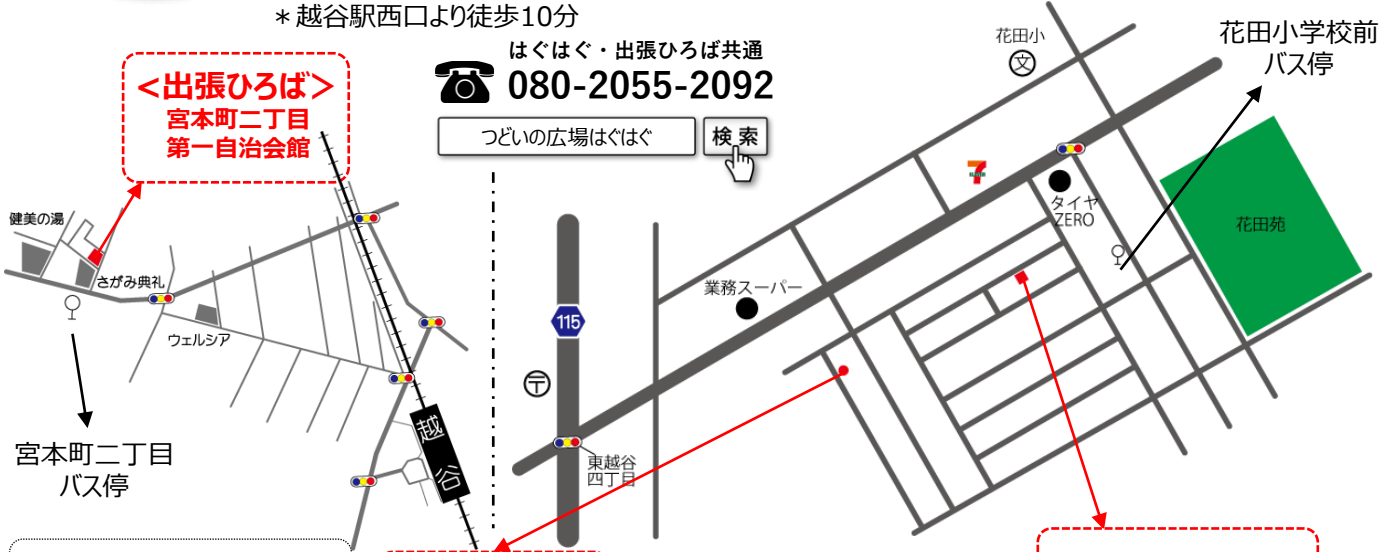 ＊越谷駅西口より徒歩10分
はぐはぐ・出張ひろば共通
080-2055-2092
つどいの広場はぐはぐ
検索
＜出張ひろば＞
宮本町二丁目
第一自治会館
健美の湯
さがみ典礼
ウェルシア
宮本町二丁目
バス停
越谷
115
〒
東越谷
四丁目
業務スーパー
花田小
文
7
ELEVEN
タイヤ
ZERO
花田小学校前
バス停
花田苑